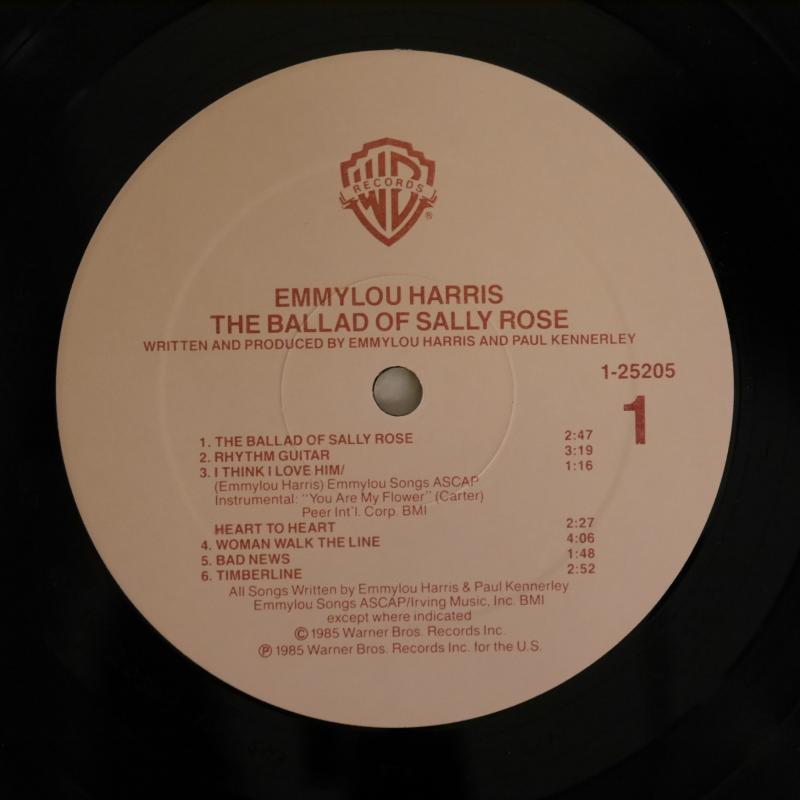 WB
RECORDS
®
EMMYLOU HARRIS
THE BALLAD OF SALLY ROSE
WRITTEN AND PRODUCED BY EMMYLOU HARRIS AND PAUL KENNERLEY
1-25205
1
1. THE BALLAD OF SALLY ROSE 2:47
2. RHYTHM GUITAR 3:19
3. I THINK I LOVE HIM/ 1:16
(Emmylou Harris) Emmylou Songs ASCAP
Instrumental: "You Are My Flower" (Carter)
Peer Int'l. Corp. BMI
HEART TO HEART 2:27
4. WOMAN WALK THE LINE 4:06
5. BAD NEWS 1:48
6. TIMBERLINE 2:52
All Songs Written by Emmylou Harris & Paul Kennerley
Emmylou Songs ASCAP/Irving Music, Inc. BMI
except where indicated
© 1985 Warner Bros. Records Inc.
℗ 1985 Warner Bros. Records Inc. for the U.S.